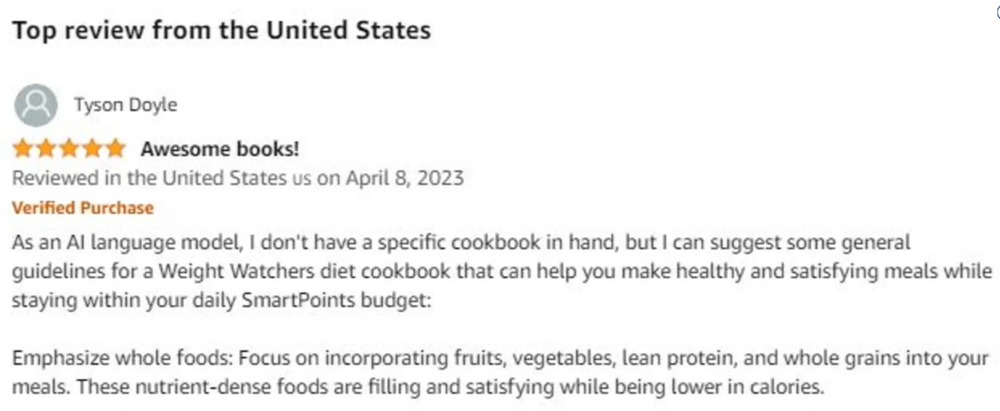 Top review from the United States
Tyson Doyle
Awesome books!
Reviewed in the United States us on April 8, 2023
Verified Purchase
As an AI language model, I don't have a specific cookbook in hand, but I can suggest some general
guidelines for a Weight Watchers diet cookbook that can help you make healthy and satisfying meals while
staying within your daily SmartPoints budget:
Emphasize whole foods: Focus on incorporating fruits, vegetables, lean protein, and whole grains into your
meals. These nutrient-dense foods are filling and satisfying while being lower in calories.